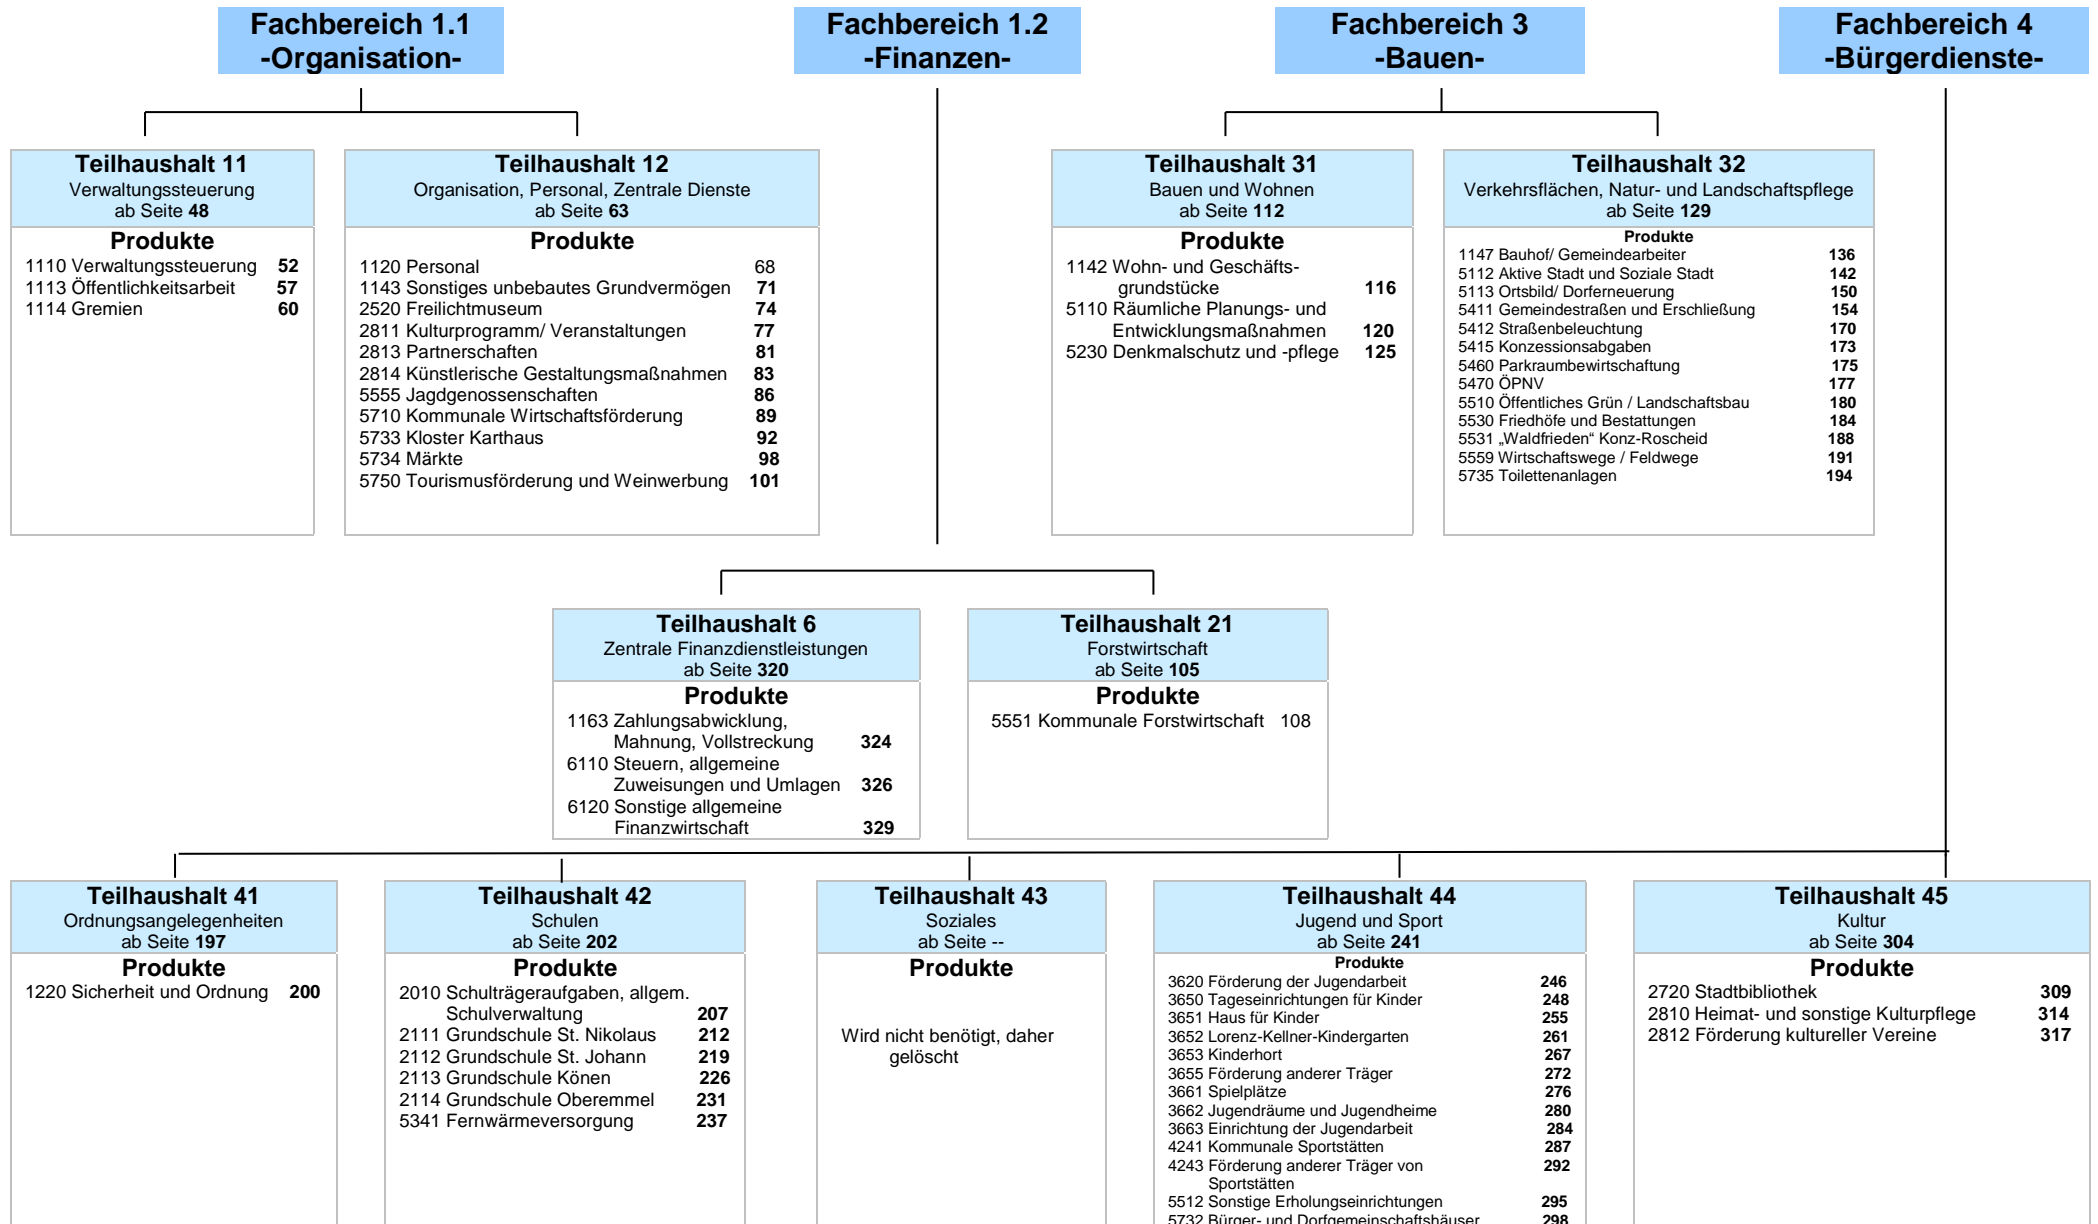 Fachbereich 1.1
-Organisation-
Fachbereich 1.2
-Finanzen-
Fachbereich 3
-Bauen-
Fachbereich 4
-Bürgerdienste-
Teilhaushalt 11
Verwaltungssteuerung
ab Seite 48
Produkte
1110 Verwaltungssteuerung 52
1113 Öffentlichkeitsarbeit 57
1114 Gremien 60
Teilhaushalt 12
Organisation, Personal, Zentrale Dienste
ab Seite 63
Produkte
1120 Personal 68
1143 Sonstiges unbebautes Grundvermögen 71
2520 Freilichtmuseum 74
2811 Kulturprogramm/ Veranstaltungen 77
2813 Partnerschaften 81
2814 Künstlerische Gestaltungsmaßnahmen 83
5555 Jagdgenossenschaften 86
5710 Kommunale Wirtschaftsförderung 89
5733 Kloster Karthaus 92
5734 Märkte 98
5750 Tourismusförderung und Weinwerbung 101
Teilhaushalt 31
Bauen und Wohnen
ab Seite 112
Produkte
1142 Wohn- und Geschäfts-
grundstücke 116
5110 Räumliche Planungs- und
Entwicklungsmaßnahmen 120
5230 Denkmalschutz und -pflege 125
Teilhaushalt 32
Verkehrsflächen, Natur- und Landschaftspflege
ab Seite 129
Produkte
1147 Bauhof/ Gemeindearbeiter 136
5112 Aktive Stadt und Soziale Stadt 142
5113 Ortsbild/ Dorferneuerung 150
5411 Gemeindestraßen und Erschließung 154
5412 Straßenbeleuchtung 170
5415 Konzessionsabgaben 173
5460 Parkraumbewirtschaftung 175
5470 ÖPNV 177
5510 Öffentliches Grün / Landschaftsbau 180
5530 Friedhöfe und Bestattungen 184
5531 „Waldfrieden“ Konz-Roscheid 188
5559 Wirtschaftswege / Feldwege 191
5735 Toilettenanlagen 194
Teilhaushalt 6
Zentrale Finanzdienstleistungen
ab Seite 320
Produkte
1163 Zahlungsabwicklung,
Mahnung, Vollstreckung 324
6110 Steuern, allgemeine
Zuweisungen und Umlagen 326
6120 Sonstige allgemeine
Finanzwirtschaft 329
Teilhaushalt 21
Forstwirtschaft
ab Seite 105
Produkte
5551 Kommunale Forstwirtschaft 108
Teilhaushalt 41
Ordnungsangelegenheiten
ab Seite 197
Produkte
1220 Sicherheit und Ordnung 200
Teilhaushalt 42
Schulen
ab Seite 202
Produkte
2010 Schulträgeraufgaben, allgem.
Schulverwaltung 207
2111 Grundschule St. Nikolaus 212
2112 Grundschule St. Johann 219
2113 Grundschule Könen 226
2114 Grundschule Oberemmel 231
5341 Fernwärmeversorgung 237
Teilhaushalt 43
Soziales
ab Seite --
Produkte
Wird nicht benötigt, daher
gelöscht
Teilhaushalt 44
Jugend und Sport
ab Seite 241
Produkte
3620 Förderung der Jugendarbeit 246
3650 Tageseinrichtungen für Kinder 248
3651 Haus für Kinder 255
3652 Lorenz-Kellner-Kindergarten 261
3653 Kinderhort 267
3655 Förderung anderer Träger 272
3661 Spielplätze 276
3662 Jugendräume und Jugendheime 280
3663 Einrichtung der Jugendarbeit 284
4241 Kommunale Sportstätten 287
4243 Förderung anderer Träger von 292
Sportstätten
5512 Sonstige Erholungseinrichtungen 295
5732 Bürger- und Dorfgemeinschaftshäuser 298
Teilhaushalt 45
Kultur
ab Seite 304
Produkte
2720 Stadtbibliothek 309
2810 Heimat- und sonstige Kulturpflege 314
2812 Förderung kultureller Vereine 317